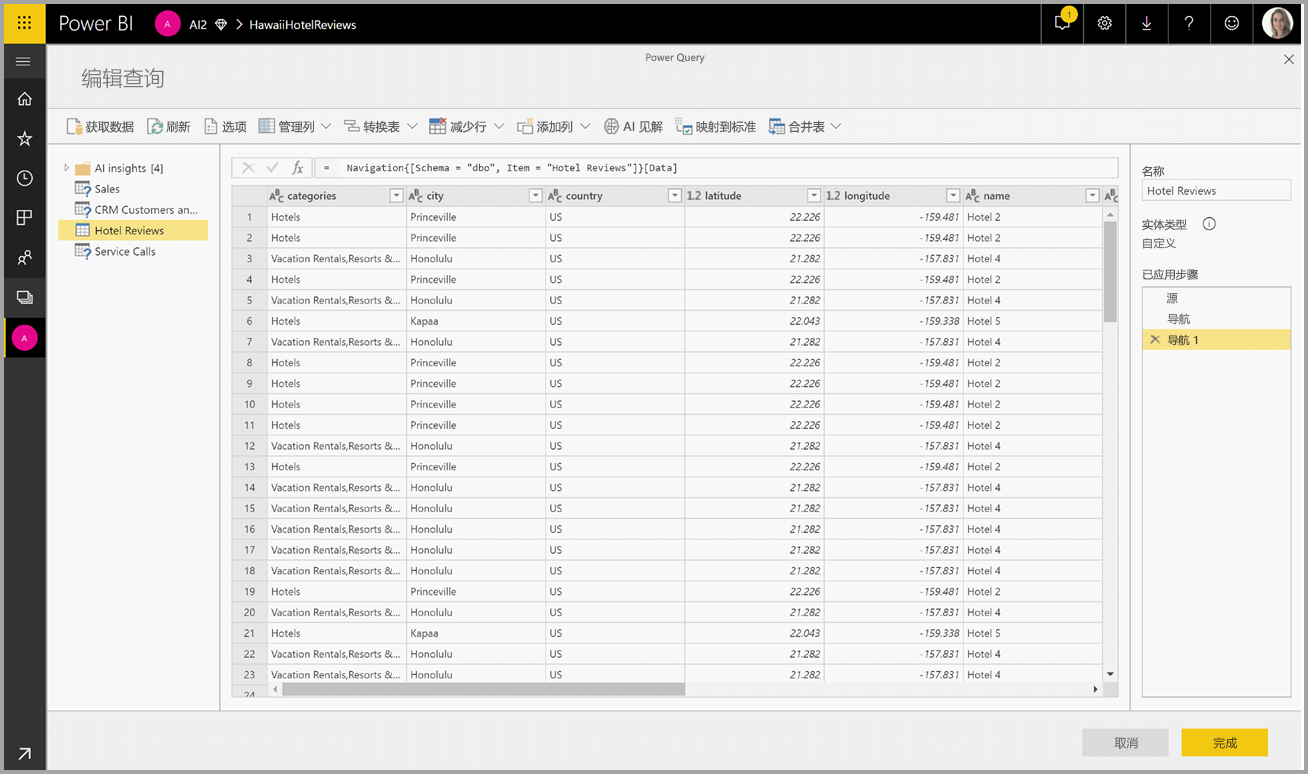 Power BI A AI2 > HawaiiHotelReviews 1 ?
Power Query
编辑查询
获取数据 刷新 选项 管理列 转换表 减少行 添加列 AI 见解 映射到标准 合并表
AI insights [4]
Sales
CRM Customers an...
Hotel Reviews
Service Calls
A
fx = Navigation{[Schema = "dbo", Item = "Hotel Reviews"]}[Data]
ABC categories ABC city ABC country 1.2 latitude 1.2 longitude ABC name ABC
1 Hotels Princeville US 22.226 -159.481 Hotel 2
2 Hotels Princeville US 22.226 -159.481 Hotel 2
3 Vacation Rentals,Resorts &... Honolulu US 21.282 -157.831 Hotel 4
4 Hotels Princeville US 22.226 -159.481 Hotel 2
5 Vacation Rentals,Resorts &... Honolulu US 21.282 -157.831 Hotel 4
6 Hotels Kapaa US 22.043 -159.338 Hotel 5
7 Vacation Rentals,Resorts &... Honolulu US 21.282 -157.831 Hotel 4
8 Hotels Princeville US 22.226 -159.481 Hotel 2
9 Hotels Princeville US 22.226 -159.481 Hotel 2
10 Hotels Princeville US 22.226 -159.481 Hotel 2
11 Hotels Princeville US 22.226 -159.481 Hotel 2
12 Vacation Rentals,Resorts &... Honolulu US 21.282 -157.831 Hotel 4
13 Hotels Princeville US 22.226 -159.481 Hotel 2
14 Vacation Rentals,Resorts &... Honolulu US 21.282 -157.831 Hotel 4
15 Vacation Rentals,Resorts &... Honolulu US 21.282 -157.831 Hotel 4
16 Vacation Rentals,Resorts &... Honolulu US 21.282 -157.831 Hotel 4
17 Vacation Rentals,Resorts &... Honolulu US 21.282 -157.831 Hotel 4
18 Vacation Rentals,Resorts &... Honolulu US 21.282 -157.831 Hotel 4
19 Hotels Princeville US 22.226 -159.481 Hotel 2
20 Vacation Rentals,Resorts &... Honolulu US 21.282 -157.831 Hotel 4
21 Hotels Kapaa US 22.043 -159.338 Hotel 5
22 Vacation Rentals,Resorts &... Honolulu US 21.282 -157.831 Hotel 4
23 Vacation Rentals,Resorts &... Honolulu US 21.282 -157.831 Hotel 4
24
名称
Hotel Reviews
实体类型
自定义
已应用步骤
源
导航
导航 1
取消 完成